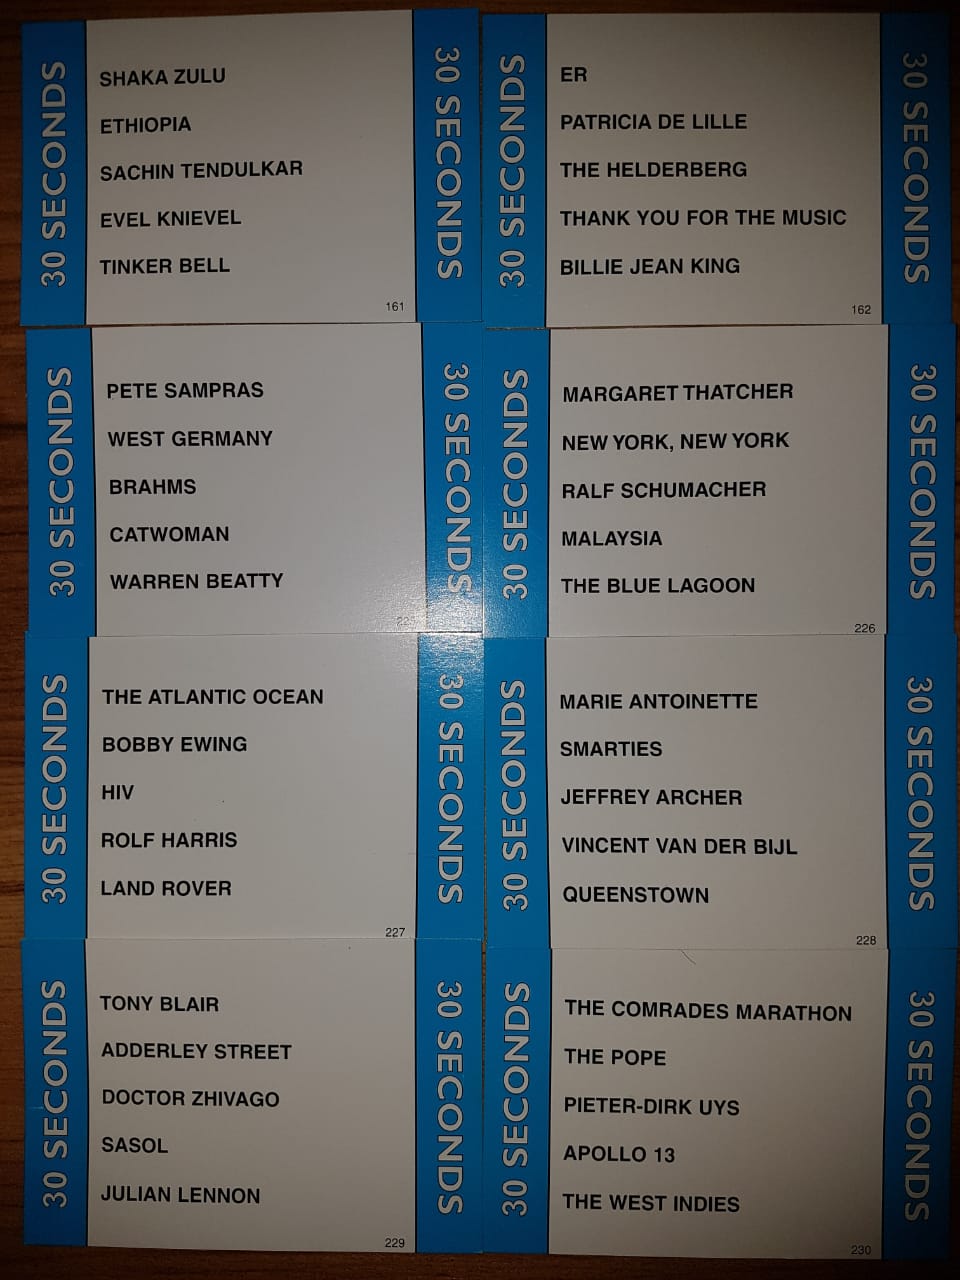 30 SECONDS
SHAKA ZULU
ETHIOPIA
SACHIN TENDULKAR
EVEL KNIEVEL
TINKER BELL
161
30 SECONDS
30 SECONDS
ER
PATRICIA DE LILLE
THE HELDERBERG
THANK YOU FOR THE MUSIC
BILLIE JEAN KING
162
30 SECONDS
30 SECONDS
PETE SAMPRAS
WEST GERMANY
BRAHMS
CATWOMAN
WARREN BEATTY
30 SECONDS
30 SECONDS
MARGARET THATCHER
NEW YORK, NEW YORK
RALF SCHUMACHER
MALAYSIA
THE BLUE LAGOON
226
30 SECONDS
30 SECONDS
THE ATLANTIC OCEAN
BOBBY EWING
HIV
ROLF HARRIS
LAND ROVER
227
30 SECONDS
30 SECONDS
MARIE ANTOINETTE
SMARTIES
JEFFREY ARCHER
VINCENT VAN DER BIJL
QUEENSTOWN
228
30 SECONDS
30 SECONDS
TONY BLAIR
ADDERLEY STREET
DOCTOR ZHIVAGO
SASOL
JULIAN LENNON
229
30 SECONDS
30 SECONDS
THE COMRADES MARATHON
THE POPE
PIETER-DIRK UYS
APOLLO 13
THE WEST INDIES
230
30 SECONDS